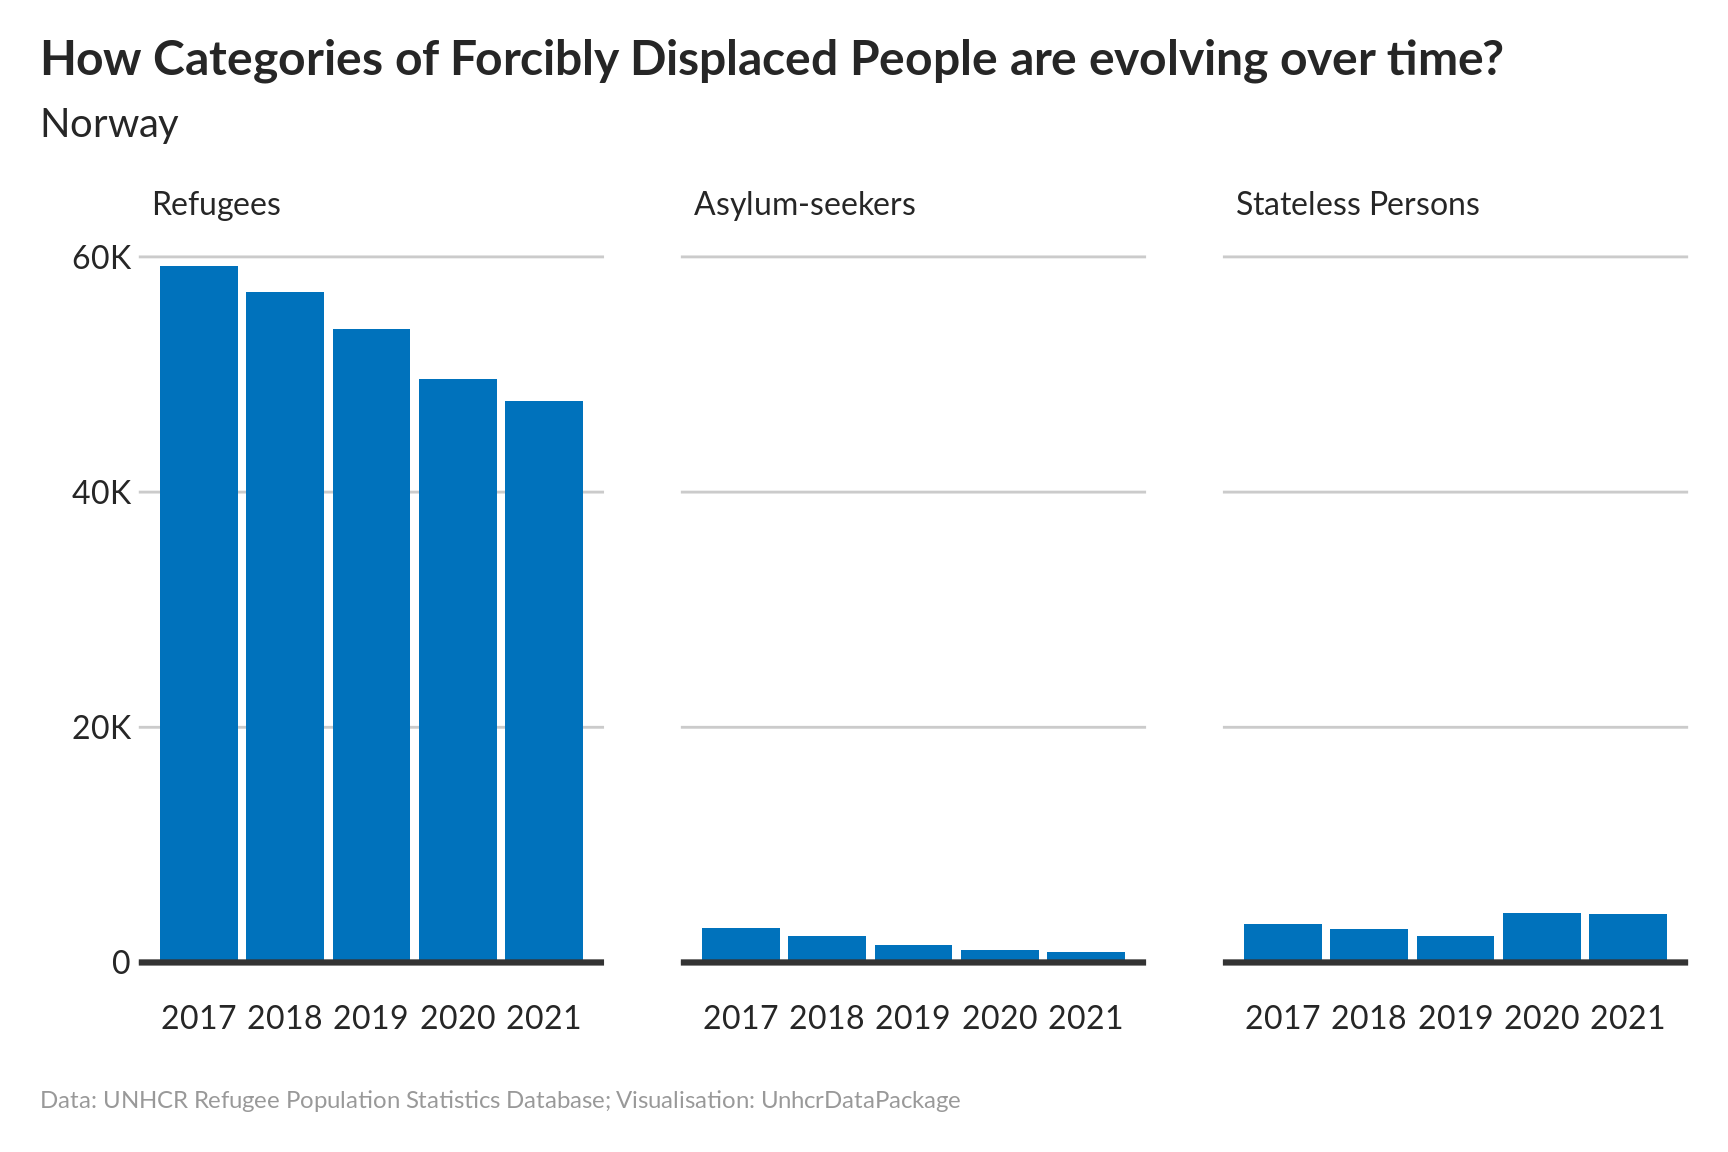 How Categories of Forcibly Displaced People are evolving over time?
Norway
Refugees
Asylum-seekers
Stateless Persons
60K
40K
20K
0
2017 2018 2019 2020 2021
2017 2018 2019 2020 2021
2017 2018 2019 2020 2021
Data: UNHCR Refugee Population Statistics Database; Visualisation: UnhcrDataPackage